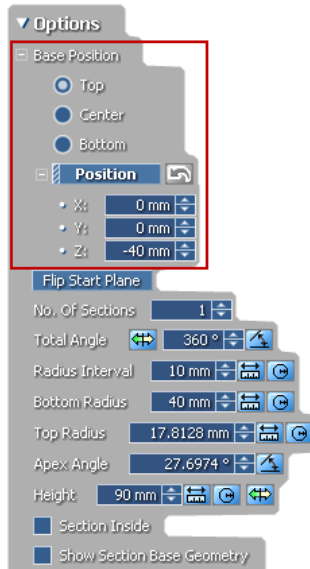 Options
Base Position
Top
Center
Bottom
Position
X: 0 mm
Y: 0 mm
Z: -40 mm
Flip Start Plane
No. Of Sections 1
Total Angle 360 °
Radius Interval 10 mm
Bottom Radius 40 mm
Top Radius 17.8128 mm
Apex Angle 27.6974 °
Height 90 mm
Section Inside
Show Section Base Geometry